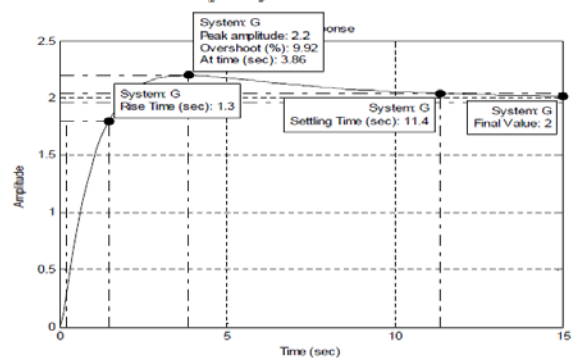 System: G
Peak amplitude: 2.2
Overshoot (%): 9.92
At time (sec): 3.86
System: G
Rise Time (sec): 1.3
System: G
Settling Time (sec): 11.4
System: G
Final Value: 2
2.5
2
1.5
1
0.5
0
Amplitude
0
5
10
15
Time (sec)